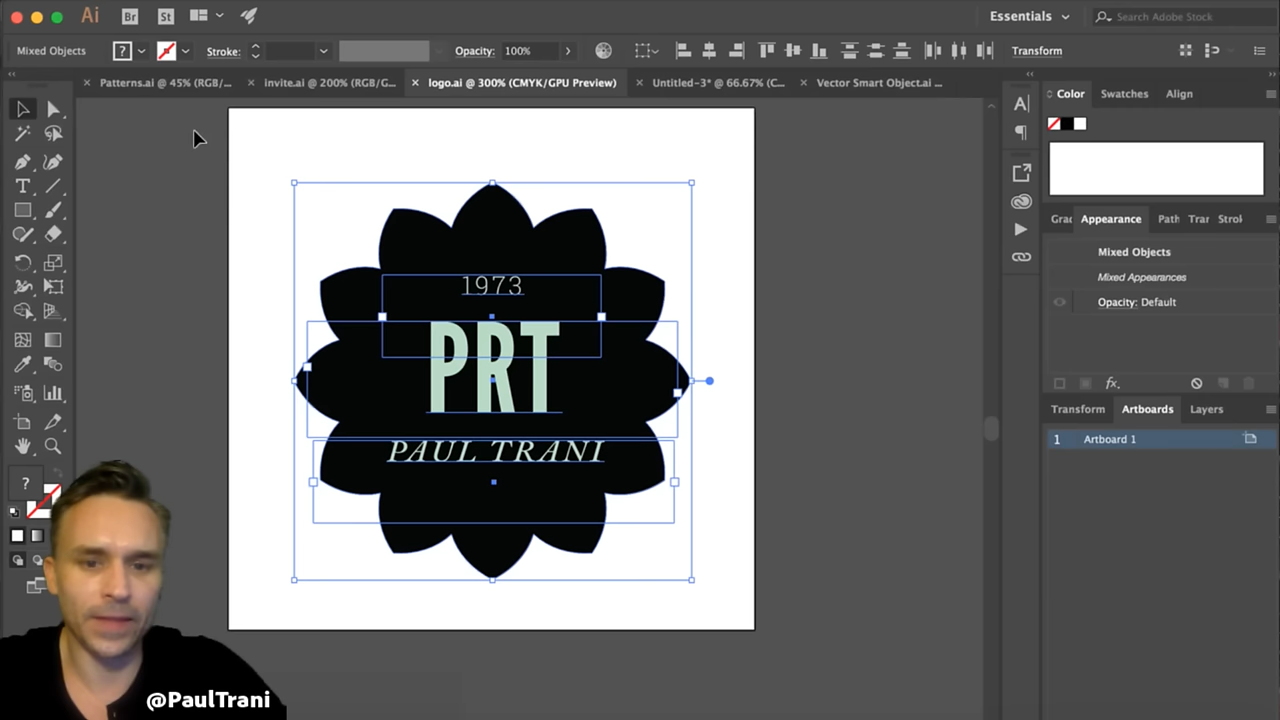 Ai Br St Essentials Search Adobe Stock
Mixed Objects ? Stroke: Opacity: 100% Transform
Patterns.ai @ 45% (RGB/... invite.ai @ 200% (RGB/G... logo.ai @ 300% (CMYK/GPU Preview) Untitled-3* @ 66.67% (C... Vector Smart Object.ai ...
Color Swatches Align
Grac Appearance Path Trar Strok
Mixed Objects
Mixed Appearances
Opacity: Default
fx
Transform Artboards Layers
1 Artboard 1
1973
PRT
PAUL TRANI
?
@PaulTrani